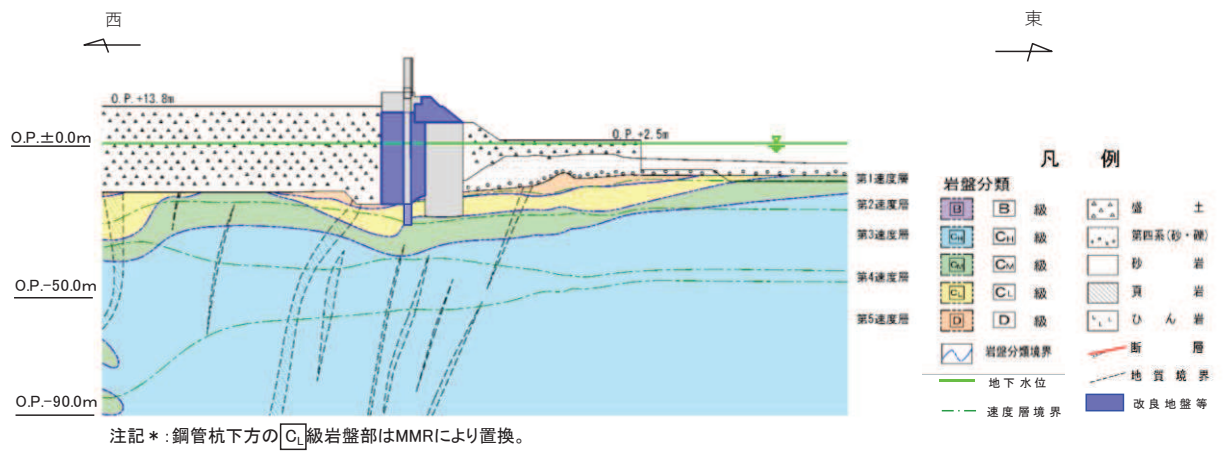 西
東
O.P.+13.8m
O.P.±0.0m
O.P.+2.5m
第1速度層
第2速度層
第3速度層
O.P.-50.0m
第4速度層
第5速度層
O.P.-90.0m
凡 例
岩盤分類
B B 級
CH CH 級
CM CM 級
CL CL 級
D D 級
岩盤分類境界
地下水位
速度層境界
盛 土
第四系(砂・礫)
砂 岩
頁 岩
ひ ん 岩
断 層
地 質 境 界
改良地盤等
注記*:鋼管杭下方のCL級岩盤部はMMRにより置換。